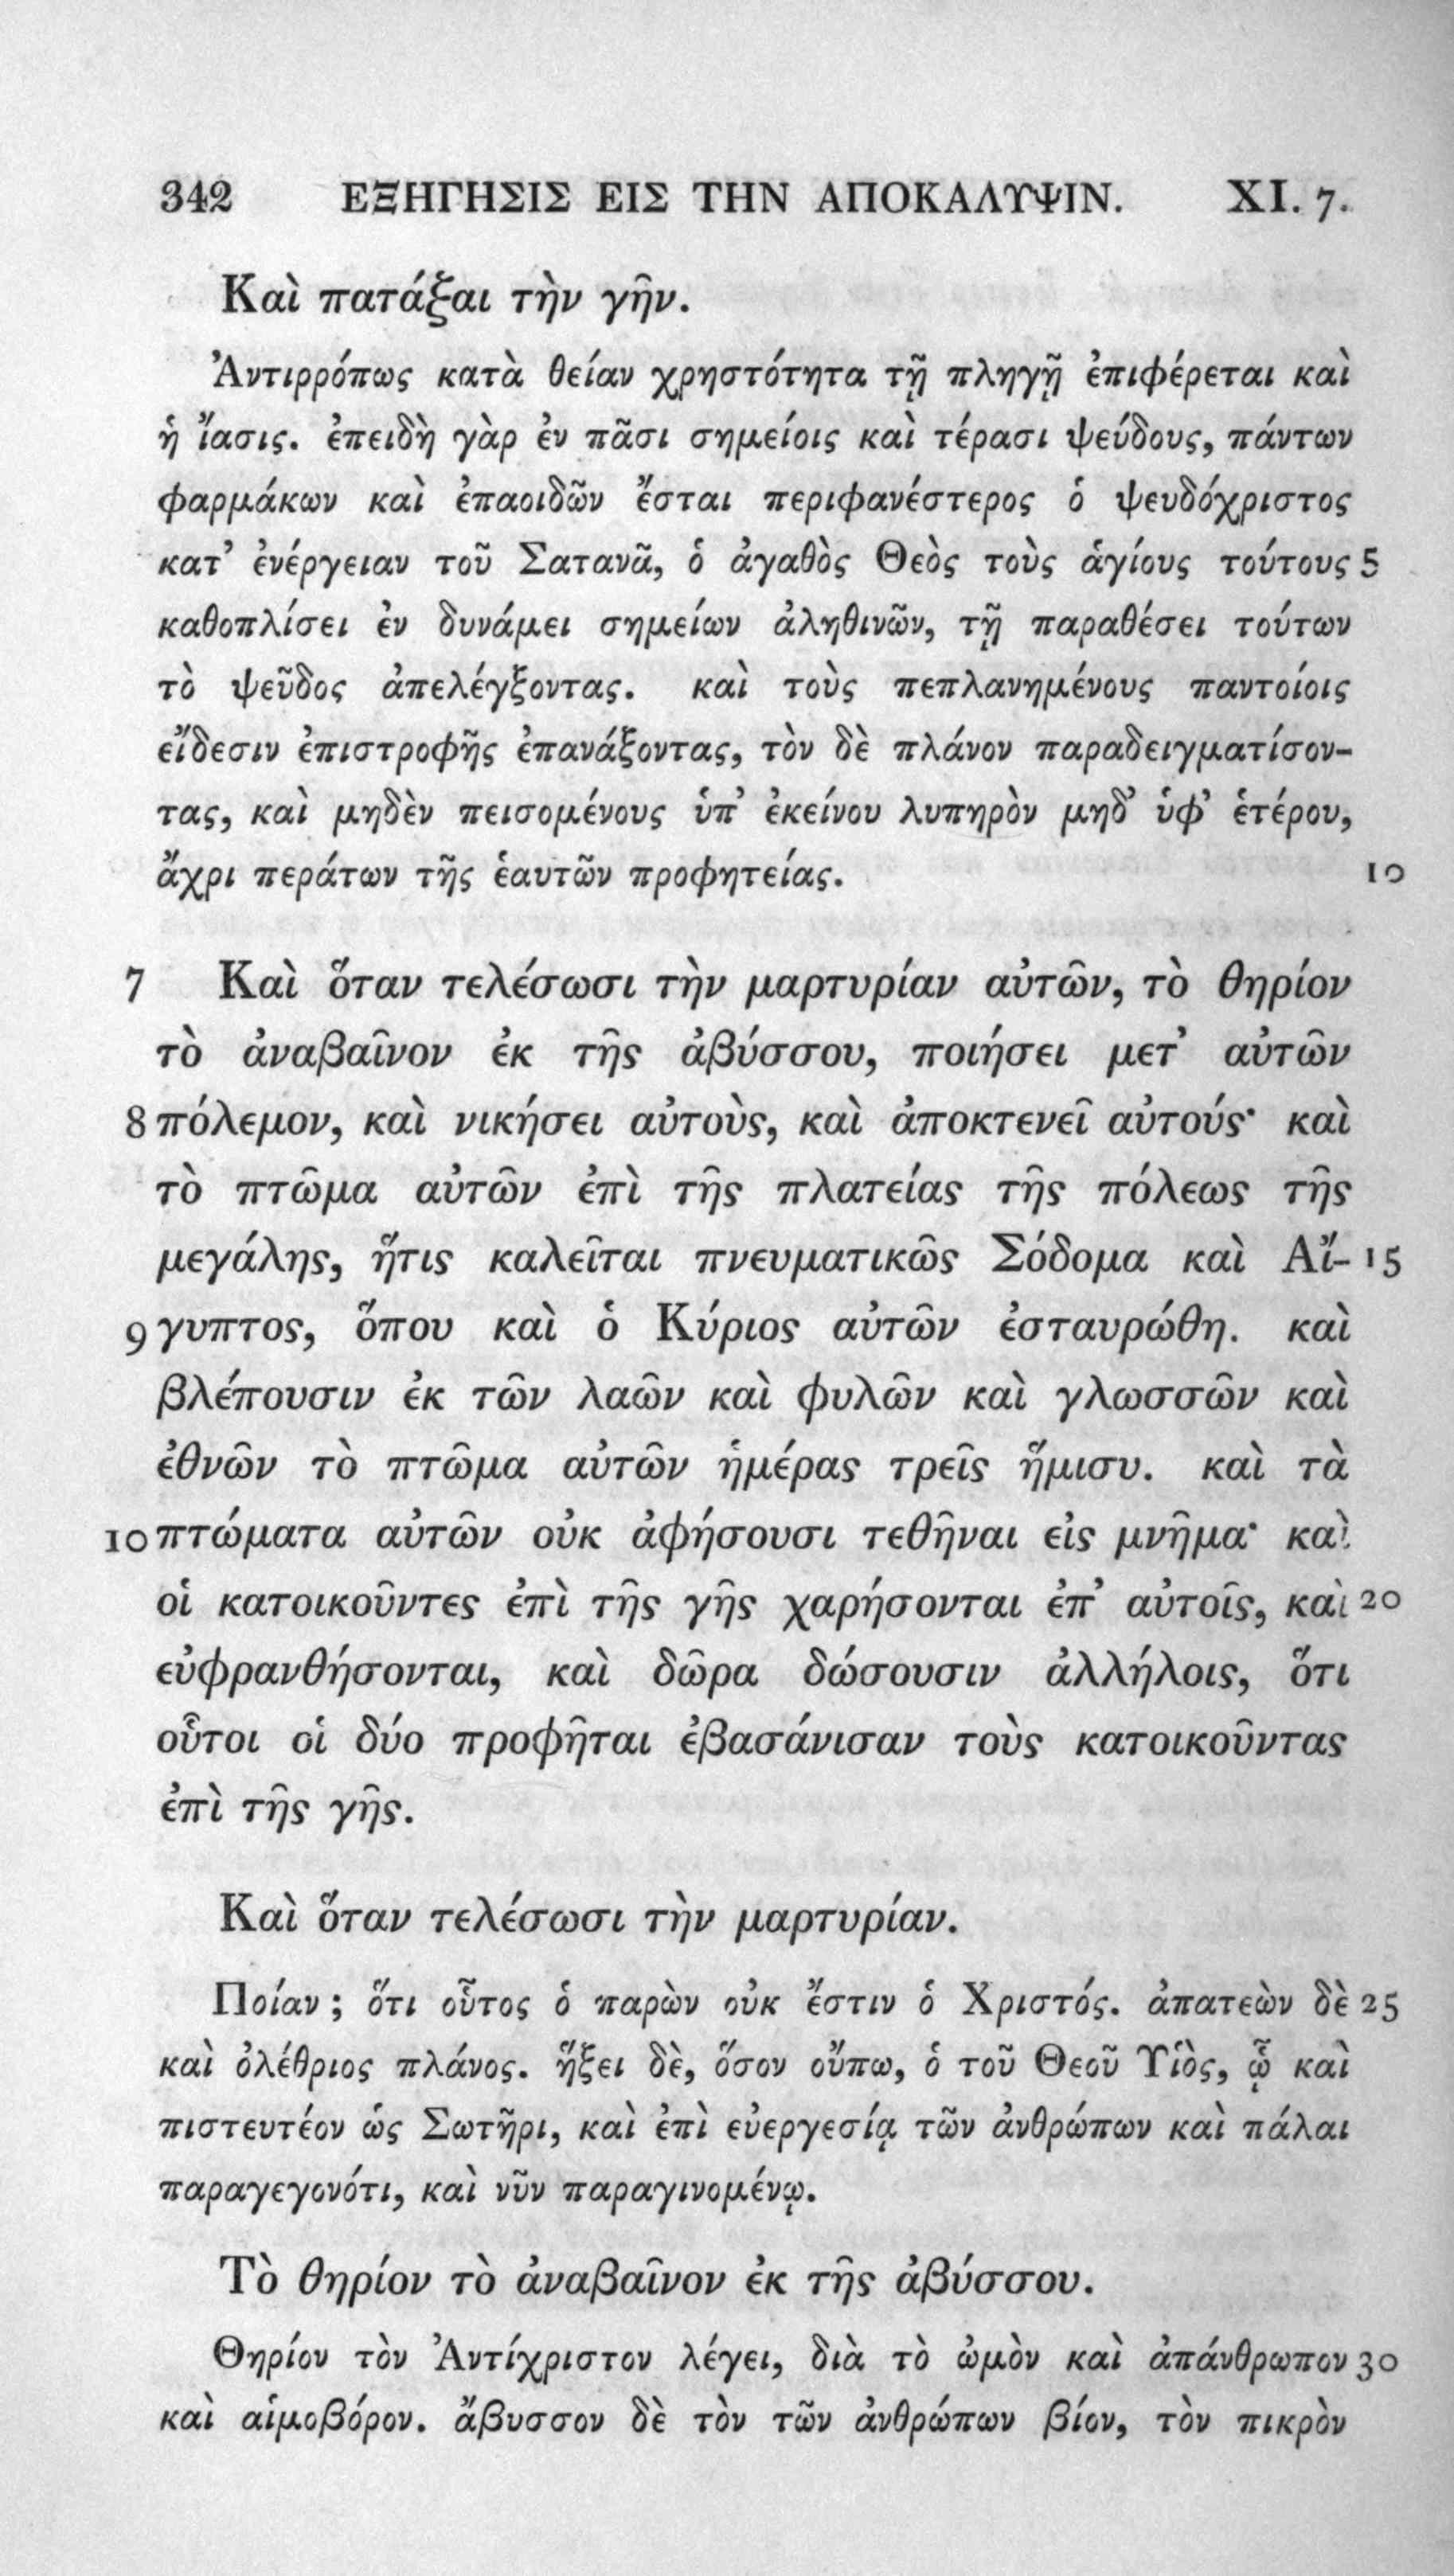 342 ΕΞΗΓΗΣΙΣ ΕΙΣ ΤΗΝ ΑΠΟΚΑΛΥΨΙΝ. XI. 7.
Καὶ πατάξαι τὴν γῆν.
Ἀντιρρόπως κατὰ θείαν χρηστότητα τῇ πληγῇ ἐπιφέρεται καὶ
ἡ ἴασις. ἐπειδὴ γὰρ ἐν πᾶσι σημείοις καὶ τέρασι ψεύδους, πάντων
φαρμάκων καὶ ἐπαοιδῶν ἔσται περιφανέστερος ὁ ψευδόχριστος
κατ’ ἐνέργειαν τοῦ Σατανᾶ, ὁ ἀγαθὸς Θεὸς τοὺς ἁγίους τούτους 5
καθοπλίσει ἐν δυνάμει σημείων ἀληθινῶν, τῇ παραθέσει τούτων
τὸ ψεῦδος ἀπελέγξοντας. καὶ τοὺς πεπλανημένους παντοίοις
εἴδεσιν ἐπιστροφῆς ἐπανάξοντας, τὸν δὲ πλάνον παραδειγματίσον-
τας, καὶ μηδὲν πεισομένους ὑπ’ ἐκείνου λυπηρὸν μηδ’ ὑφ’ ἑτέρου,
ἄχρι περάτων τῆς ἑαυτῶν προφητείας. 10
7 Καὶ ὅταν τελέσωσι τὴν μαρτυρίαν αὐτῶν, τὸ θηρίον
τὸ ἀναβαῖνον ἐκ τῆς ἀβύσσου, ποιήσει μετ’ αὐτῶν
8 πόλεμον, καὶ νικήσει αὐτοὺς, καὶ ἀποκτενεῖ αὐτούς· καὶ
τὸ πτῶμα αὐτῶν ἐπὶ τῆς πλατείας τῆς πόλεως τῆς
μεγάλης, ἥτις καλεῖται πνευματικῶς Σόδομα καὶ Αἴ- 15
9 γυπτος, ὅπου καὶ ὁ Κύριος αὐτῶν ἐσταυρώθη. καὶ
βλέπουσιν ἐκ τῶν λαῶν καὶ φυλῶν καὶ γλωσσῶν καὶ
ἐθνῶν τὸ πτῶμα αὐτῶν ἡμέρας τρεῖς ἥμισυ. καὶ τὰ
10 πτώματα αὐτῶν οὐκ ἀφήσουσι τεθῆναι εἰς μνῆμα· καὶ
οἱ κατοικοῦντες ἐπὶ τῆς γῆς χαρήσονται ἐπ’ αὐτοῖς, καὶ 20
εὐφρανθήσονται, καὶ δῶρα δώσουσιν ἀλλήλοις, ὅτι
οὗτοι οἱ δύο προφῆται ἐβασάνισαν τοὺς κατοικοῦντας
ἐπὶ τῆς γῆς.
Καὶ ὅταν τελέσωσι τὴν μαρτυρίαν.
Ποίαν ; ὅτι οὗτος ὁ παρὼν οὐκ ἔστιν ὁ Χριστός. ἀπατεὼν δὲ 25
καὶ ὀλέθριος πλάνος. ἥξει δὲ, ὅσον οὔπω, ὁ τοῦ Θεοῦ Υἱὸς, ᾧ καὶ
πιστευτέον ὡς Σωτῆρι, καὶ ἐπὶ εὐεργεσίᾳ τῶν ἀνθρώπων καὶ πάλαι
παραγεγονότι, καὶ νῦν παραγινομένῳ.
Τὸ θηρίον τὸ ἀναβαῖνον ἐκ τῆς ἀβύσσου.
Θηρίον τὸν Ἀντίχριστον λέγει, διὰ τὸ ὠμὸν καὶ ἀπάνθρωπον 30
καὶ αἱμοβόρον. ἄβυσσον δὲ τὸν τῶν ἀνθρώπων βίον, τὸν πικρὸν